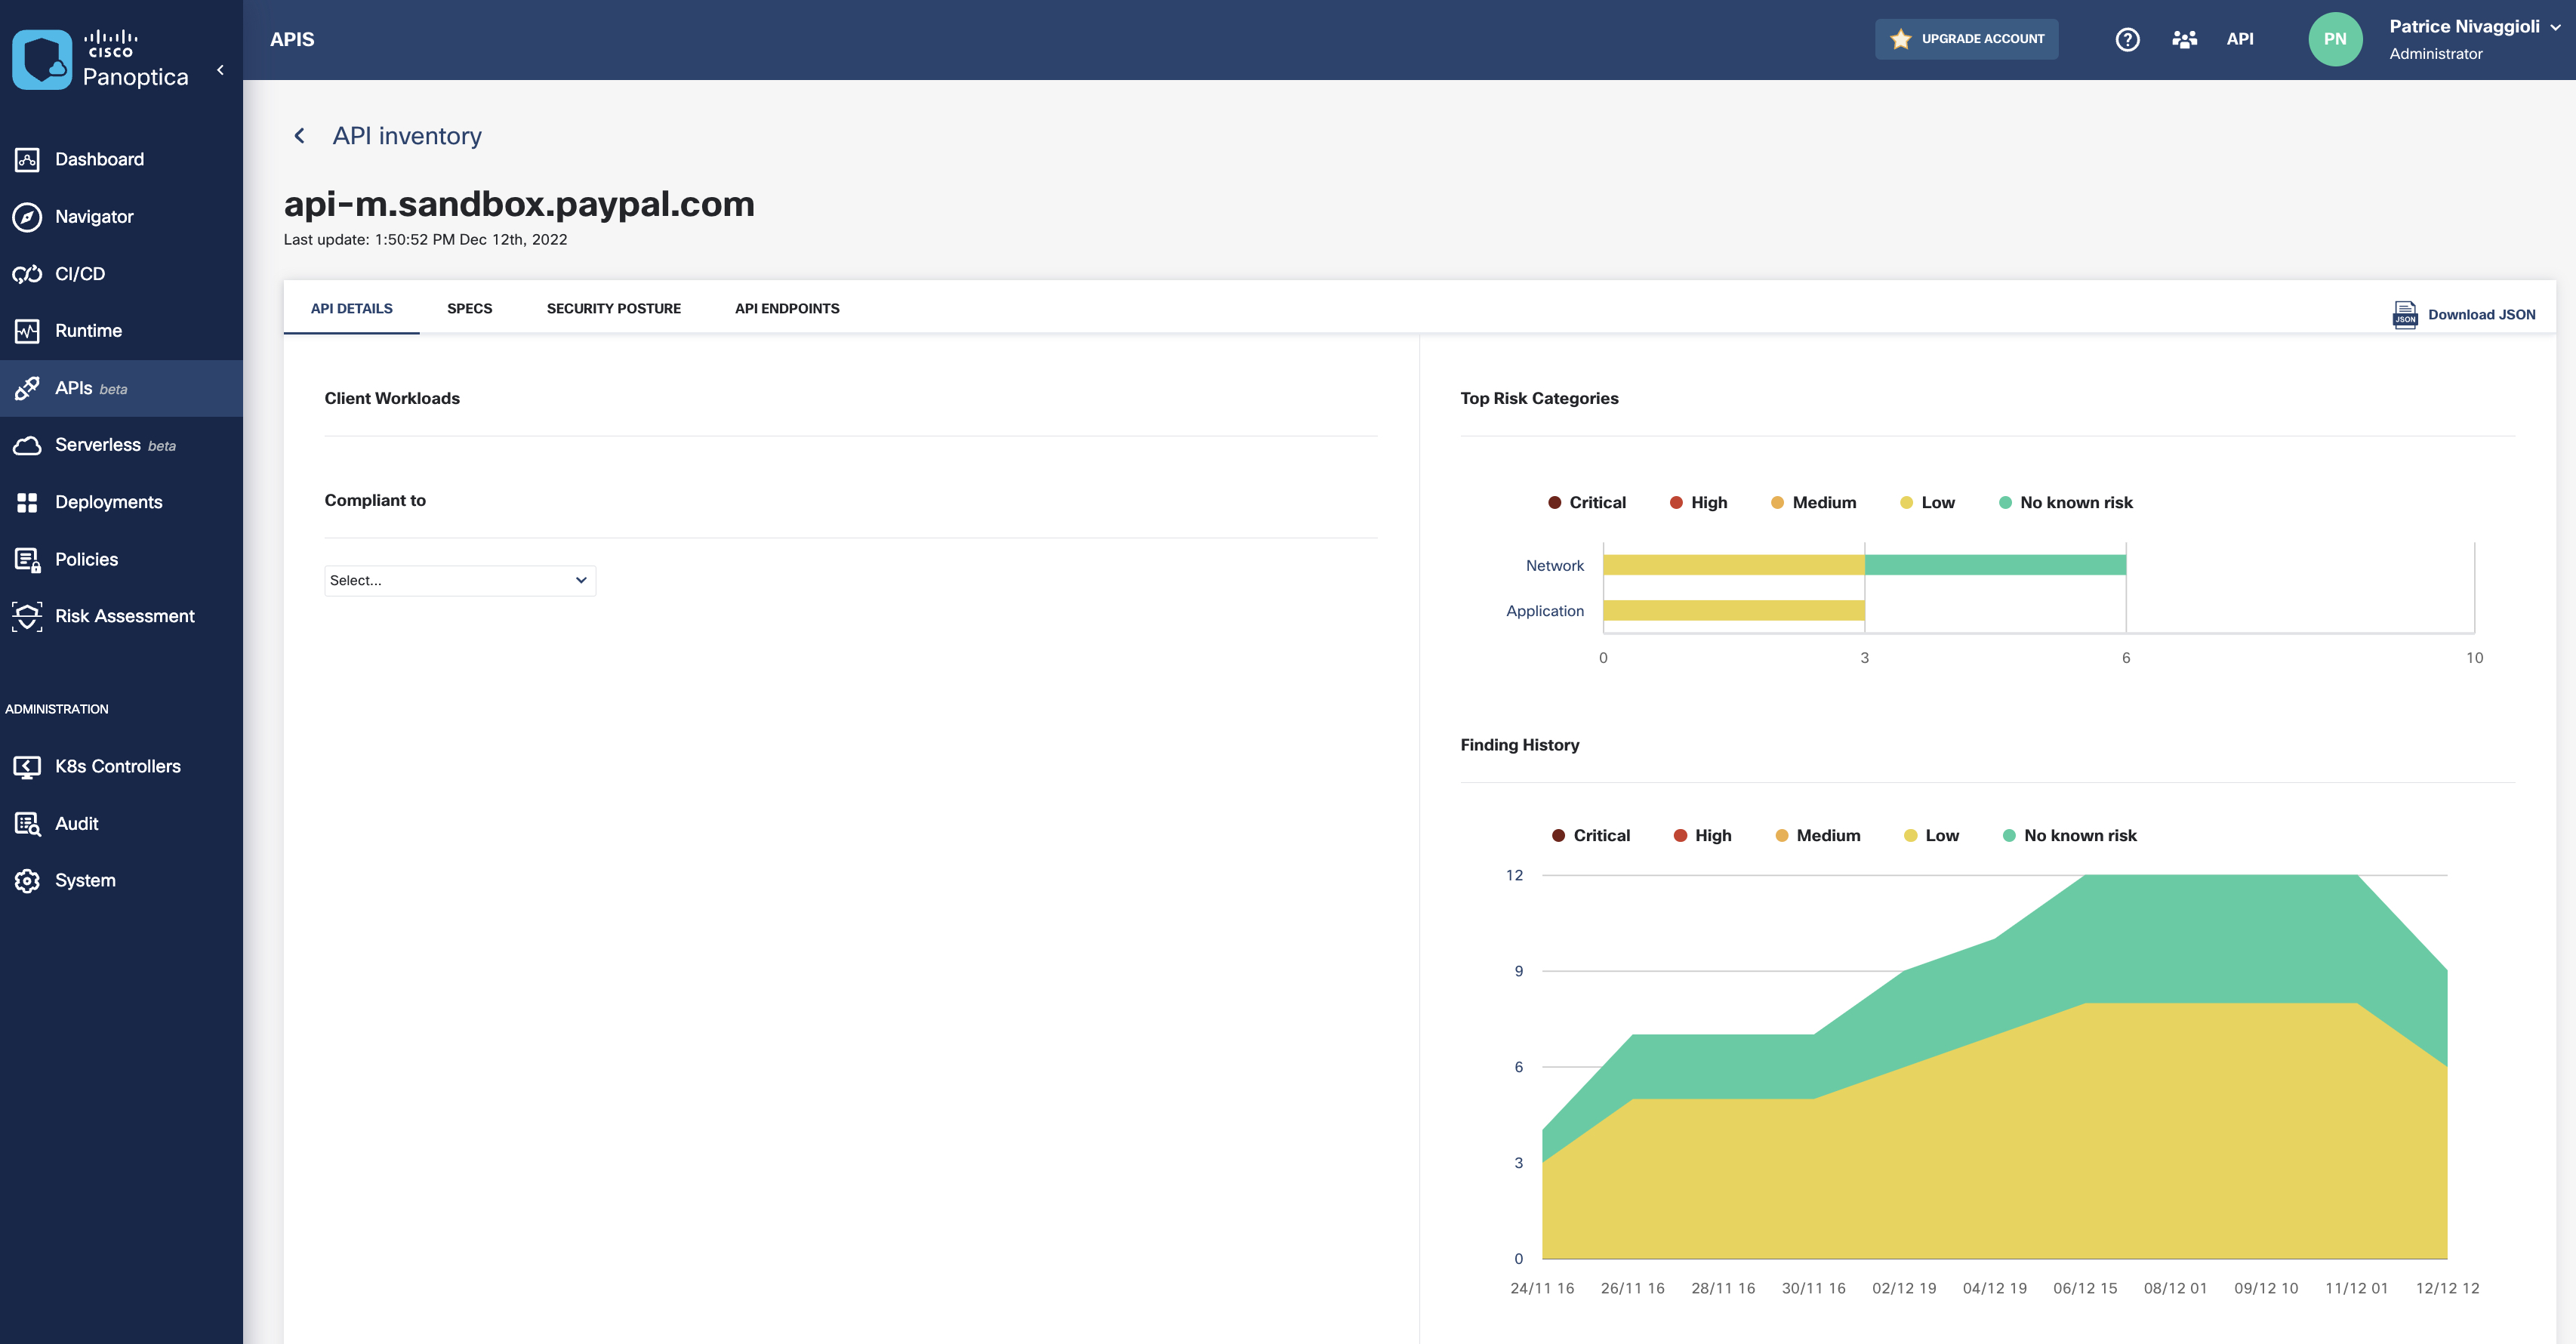 CISCO
Panoptica
Dashboard
Navigator
CI/CD
Runtime
APIs beta
Serverless beta
Deployments
Policies
Risk Assessment
ADMINISTRATION
K8s Controllers
Audit
System
APIS
UPGRADE ACCOUNT
API
PN
Patrice Nivaggioli
Administrator
API inventory
api-m.sandbox.paypal.com
Last update: 1:50:52 PM Dec 12th, 2022
API DETAILS SPECS SECURITY POSTURE API ENDPOINTS
JSON Download JSON
Client Workloads
Compliant to
Select...
Top Risk Categories
Critical High Medium Low No known risk
Network
Application
0 3 6 10
Finding History
Critical High Medium Low No known risk
12
9
6
3
0
24/11 16 26/11 16 28/11 16 30/11 16 02/12 19 04/12 19 06/12 15 08/12 01 09/12 10 11/12 01 12/12 12